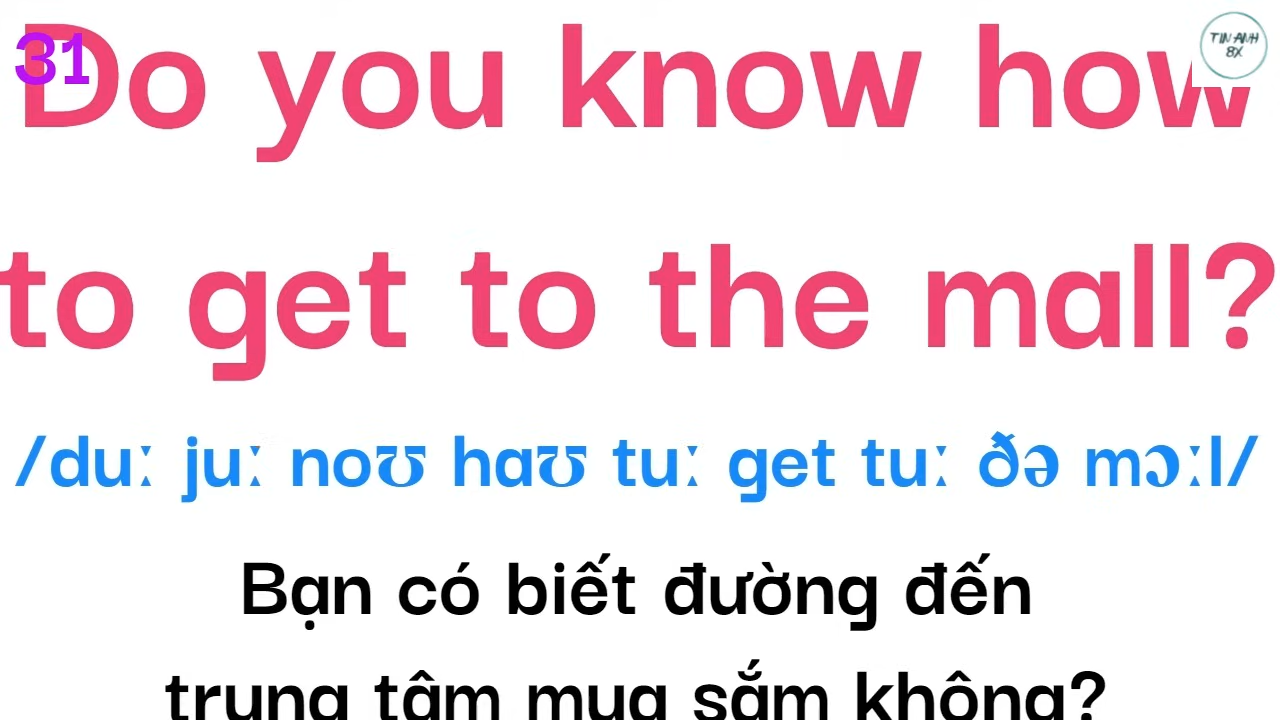 31
Do you know how
TIN ANH
8X
to get to the mall?
/duː juː noʊ haʊ tuː get tuː ðə mɔːl/
Bạn có biết đường đến
trung tâm mua sắm không?